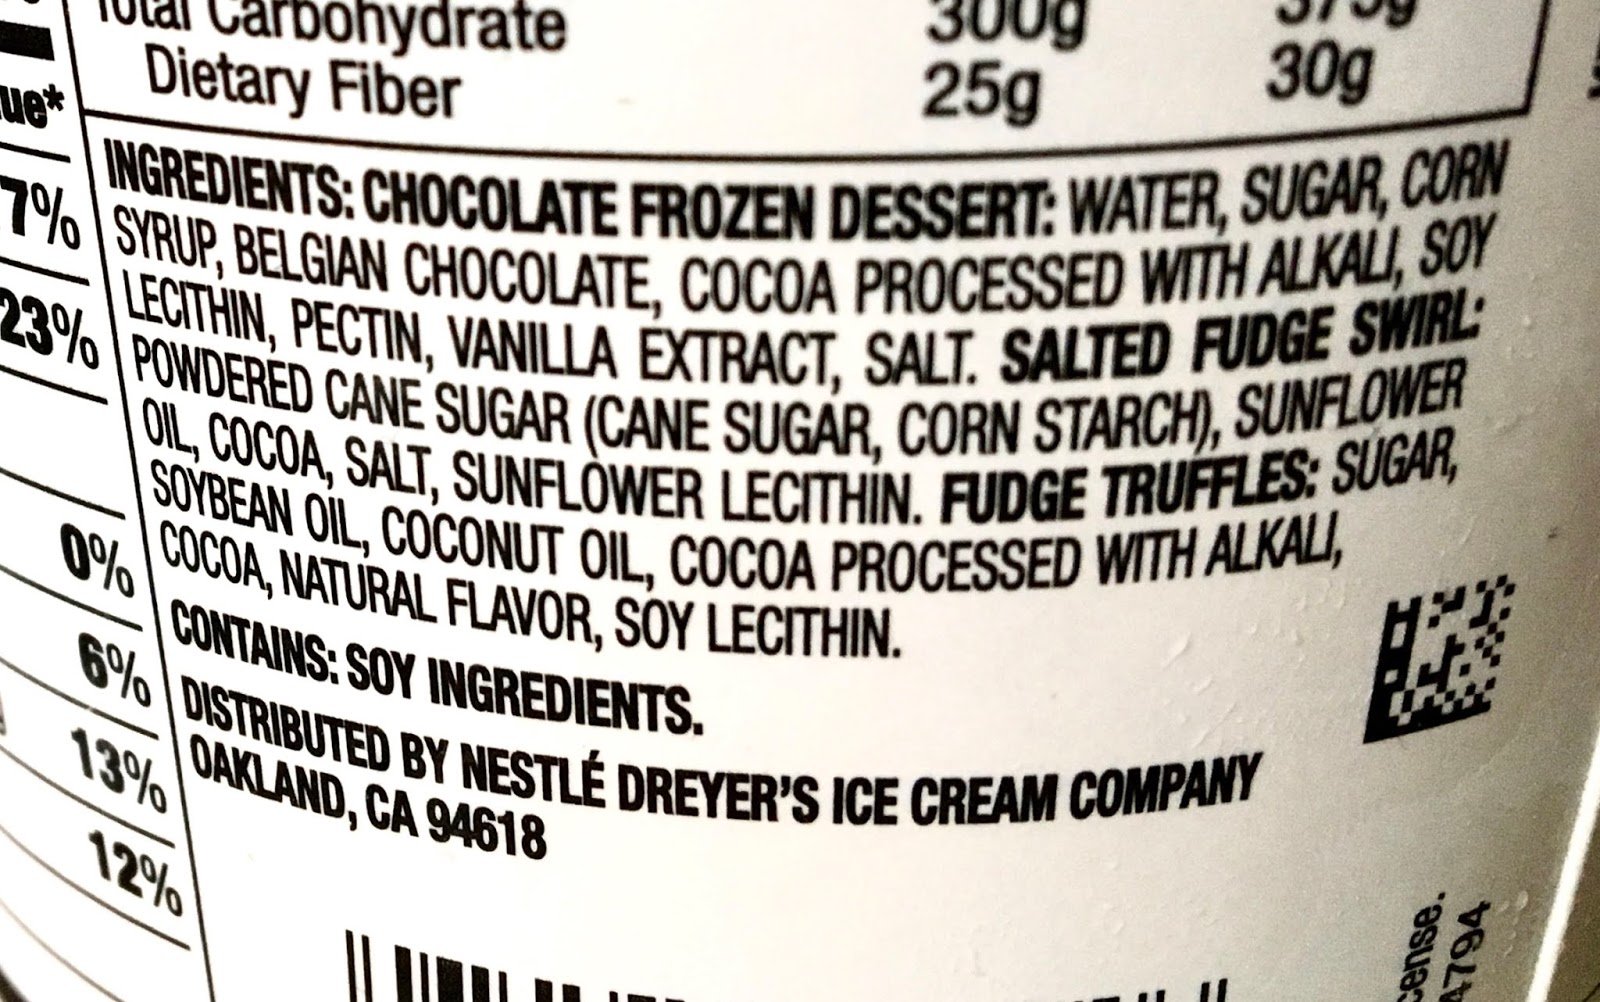 Total Carbohydrate 300g 375g
Dietary Fiber 25g 30g
ue*
7%
23%
0%
6%
13%
12%
INGREDIENTS: CHOCOLATE FROZEN DESSERT: WATER, SUGAR, CORN
SYRUP, BELGIAN CHOCOLATE, COCOA PROCESSED WITH ALKALI, SOY
LECITHIN, PECTIN, VANILLA EXTRACT, SALT. SALTED FUDGE SWIRL:
POWDERED CANE SUGAR (CANE SUGAR, CORN STARCH), SUNFLOWER
OIL, COCOA, SALT, SUNFLOWER LECITHIN. FUDGE TRUFFLES: SUGAR,
SOYBEAN OIL, COCONUT OIL, COCOA PROCESSED WITH ALKALI,
COCOA, NATURAL FLAVOR, SOY LECITHIN.
CONTAINS: SOY INGREDIENTS.
DISTRIBUTED BY NESTLÉ DREYER'S ICE CREAM COMPANY
OAKLAND, CA 94618
cense.
4794